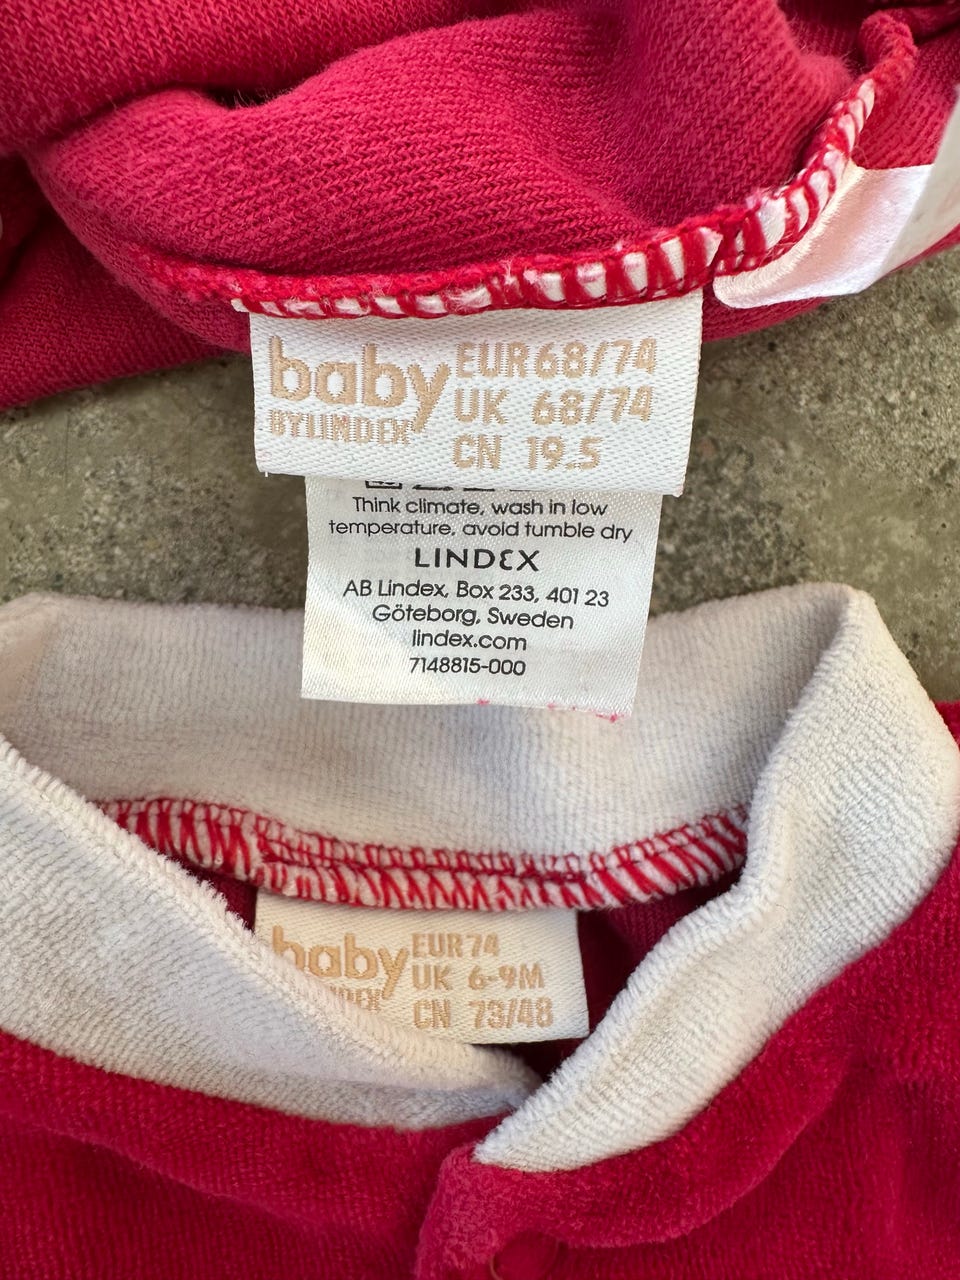 baby
BY LINDEX
EUR 68/74
UK 68/74
CN 19.5
Think climate, wash in low
temperature, avoid tumble dry
LINDEX
AB Lindex, Box 233, 401 23
Göteborg, Sweden
lindex.com
7148815-000
baby
EUR 74
UK 6-9M
CN 73/48